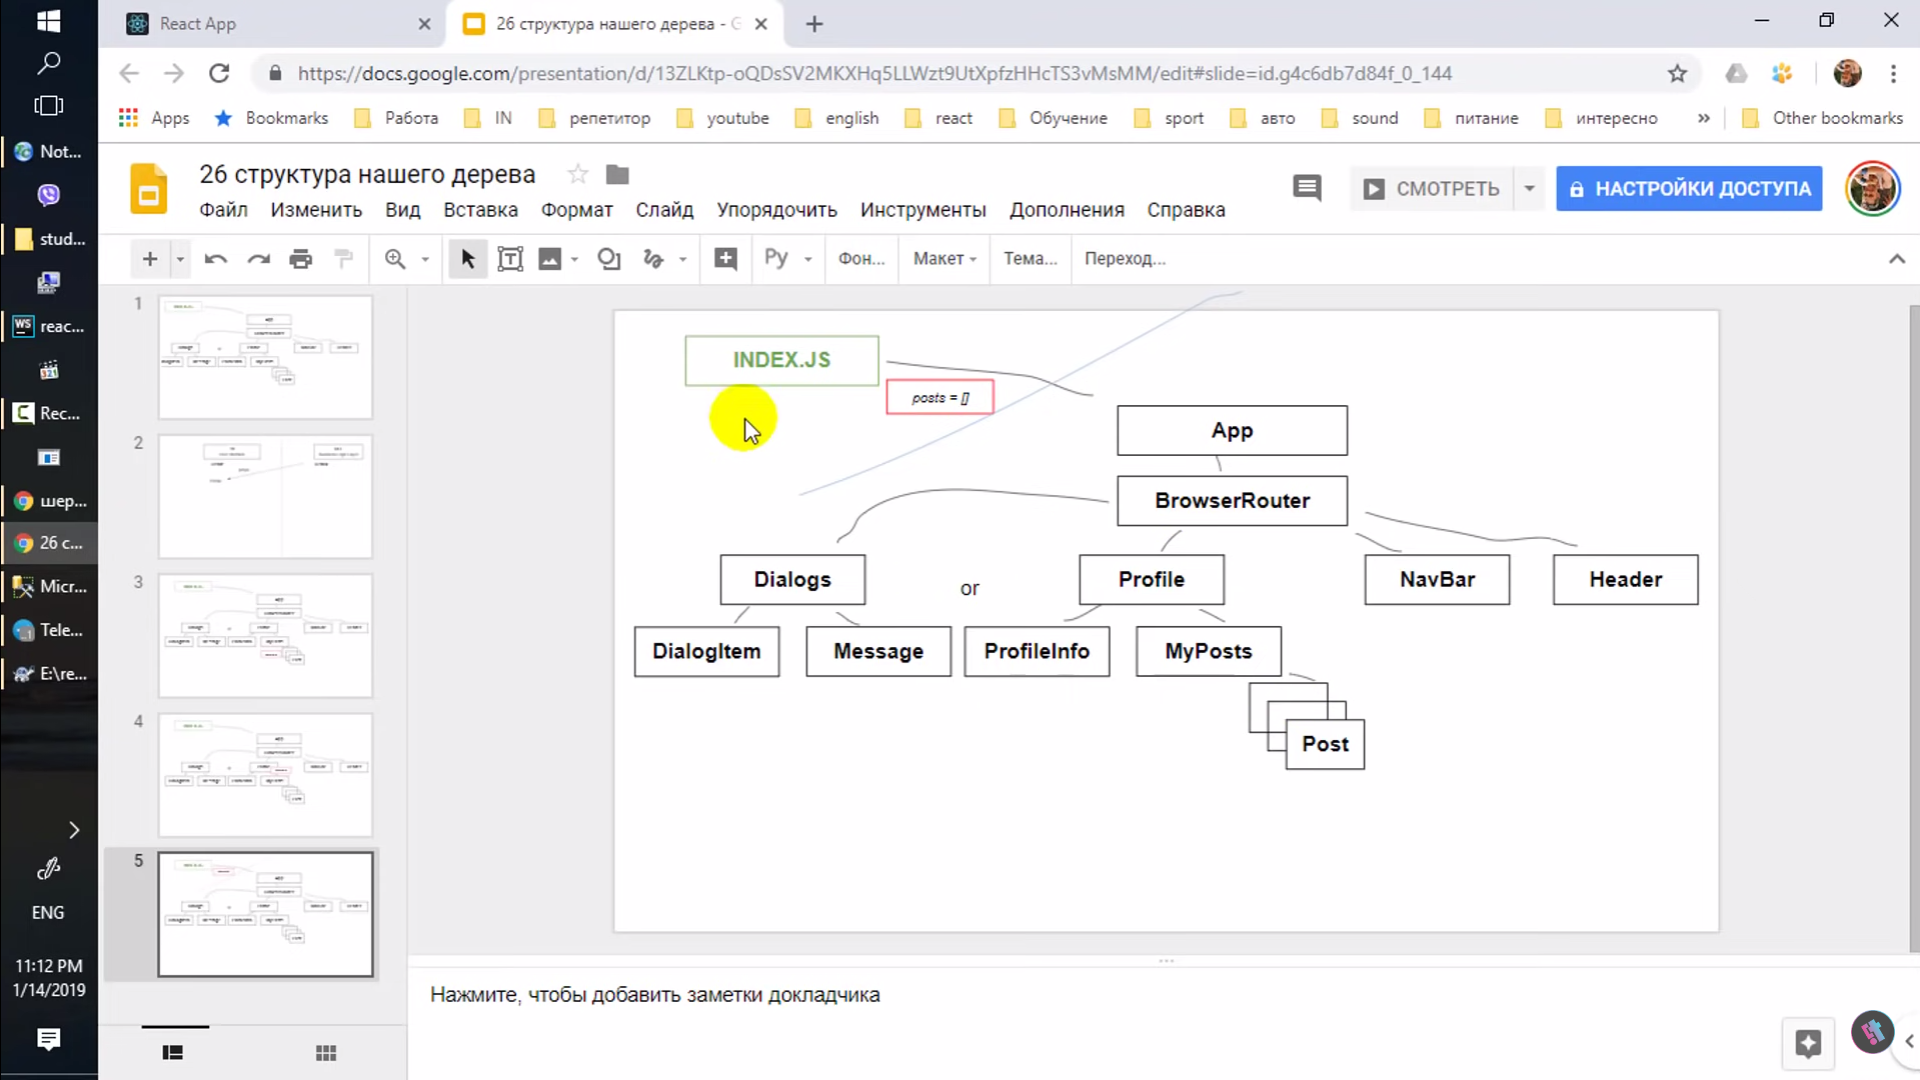 React App
26 структура нашего дерева - G
https://docs.google.com/presentation/d/13ZLKtp-oQDsSV2MKXHq5LLWzt9UtXpfzHHcTS3vMsMM/edit#slide=id.g4c6db7d84f_0_144
Apps
Bookmarks
Работа
IN
репетитор
youtube
english
react
Обучение
sport
авто
sound
питание
интересно
»
Other bookmarks
26 структура нашего дерева
СМОТРЕТЬ
НАСТРОЙКИ ДОСТУПА
Файл
Изменить
Вид
Вставка
Формат
Слайд
Упорядочить
Инструменты
Дополнения
Справка
Ру
Фон...
Макет
Тема...
Переход...
Not...
stud...
reac...
Rec...
шер...
26 с...
Micr...
Tele...
E:\re...
ENG
11:12 PM
1/14/2019
1
2
3
4
5
INDEX.JS
posts = []
App
BrowserRouter
Dialogs
or
Profile
NavBar
Header
DialogItem
Message
ProfileInfo
MyPosts
Post
Нажмите, чтобы добавить заметки докладчика